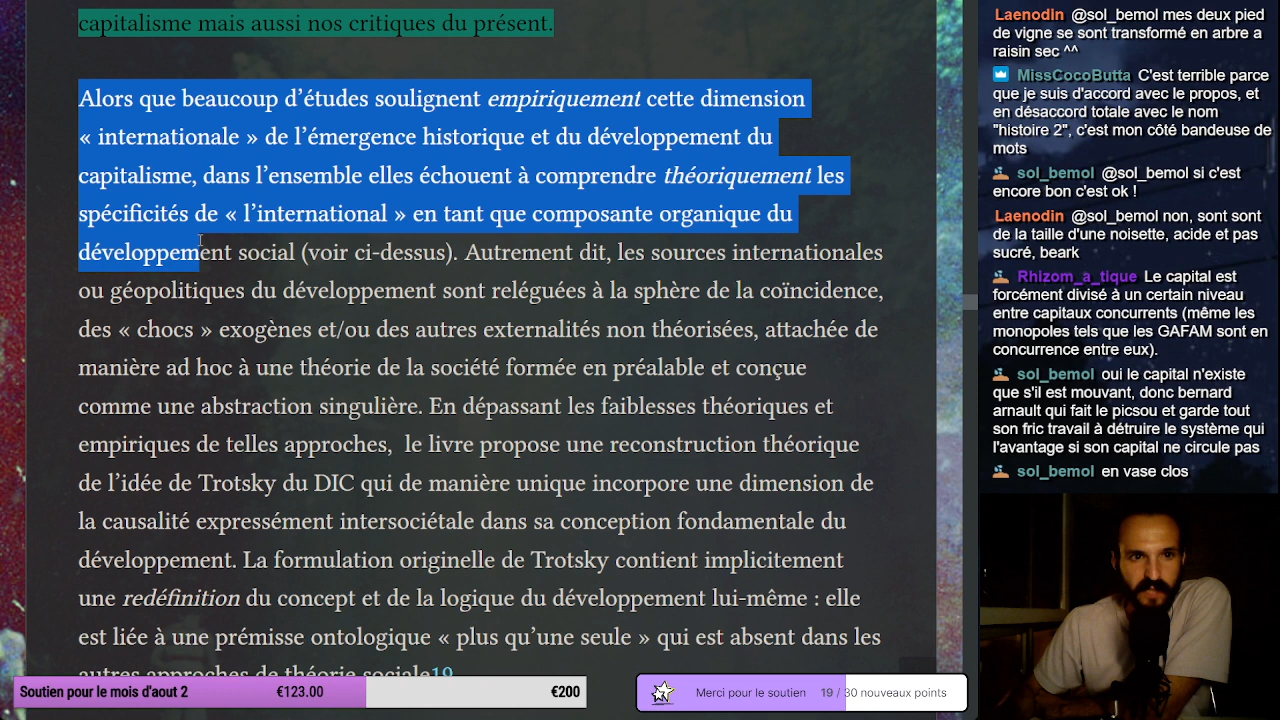 capitalisme mais aussi nos critiques du présent.
Alors que beaucoup d’études soulignent empiriquement cette dimension
« internationale » de l’émergence historique et du développement du
capitalisme, dans l’ensemble elles échouent à comprendre théoriquement les
spécificités de « l’international » en tant que composante organique du
développement social (voir ci-dessus). Autrement dit, les sources internationales
ou géopolitiques du développement sont reléguées à la sphère de la coïncidence,
des « chocs » exogènes et/ou des autres externalités non théorisées, attachée de
manière ad hoc à une théorie de la société formée en préalable et conçue
comme une abstraction singulière. En dépassant les faiblesses théoriques et
empiriques de telles approches,  le livre propose une reconstruction théorique
de l’idée de Trotsky du DIC qui de manière unique incorpore une dimension de
la causalité expressément intersociétale dans sa conception fondamentale du
développement. La formulation originelle de Trotsky contient implicitement
une redéfinition du concept et de la logique du développement lui-même : elle
est liée à une prémisse ontologique « plus qu’une seule » qui est absent dans les
autres approches de théorie sociale19
Soutien pour le mois d'aout 2 €123.00 €200
Merci pour le soutien 19 / 30 nouveaux points
Laenodin @sol_bemol mes deux pied
de vigne se sont transformé en arbre a
raisin sec ^^
MissCocoButta C'est terrible parce
que je suis d'accord avec le propos, et
en désaccord totale avec le nom
"histoire 2", c'est mon côté bandeuse de
mots
sol_bemol @sol_bemol si c'est
encore bon c'est ok !
Laenodin @sol_bemol non, sont sont
de la taille d'une noisette, acide et pas
sucré, beark
Rhizom_a_tique Le capital est
forcément divisé à un certain niveau
entre capitaux concurrents (même les
monopoles tels que les GAFAM sont en
concurrence entre eux).
sol_bemol oui le capital n'existe
que s'il est mouvant, donc bernard
arnault qui fait le picsou et garde tout
son fric travail à détruire le système qui
l'avantage si son capital ne circule pas
sol_bemol en vase clos